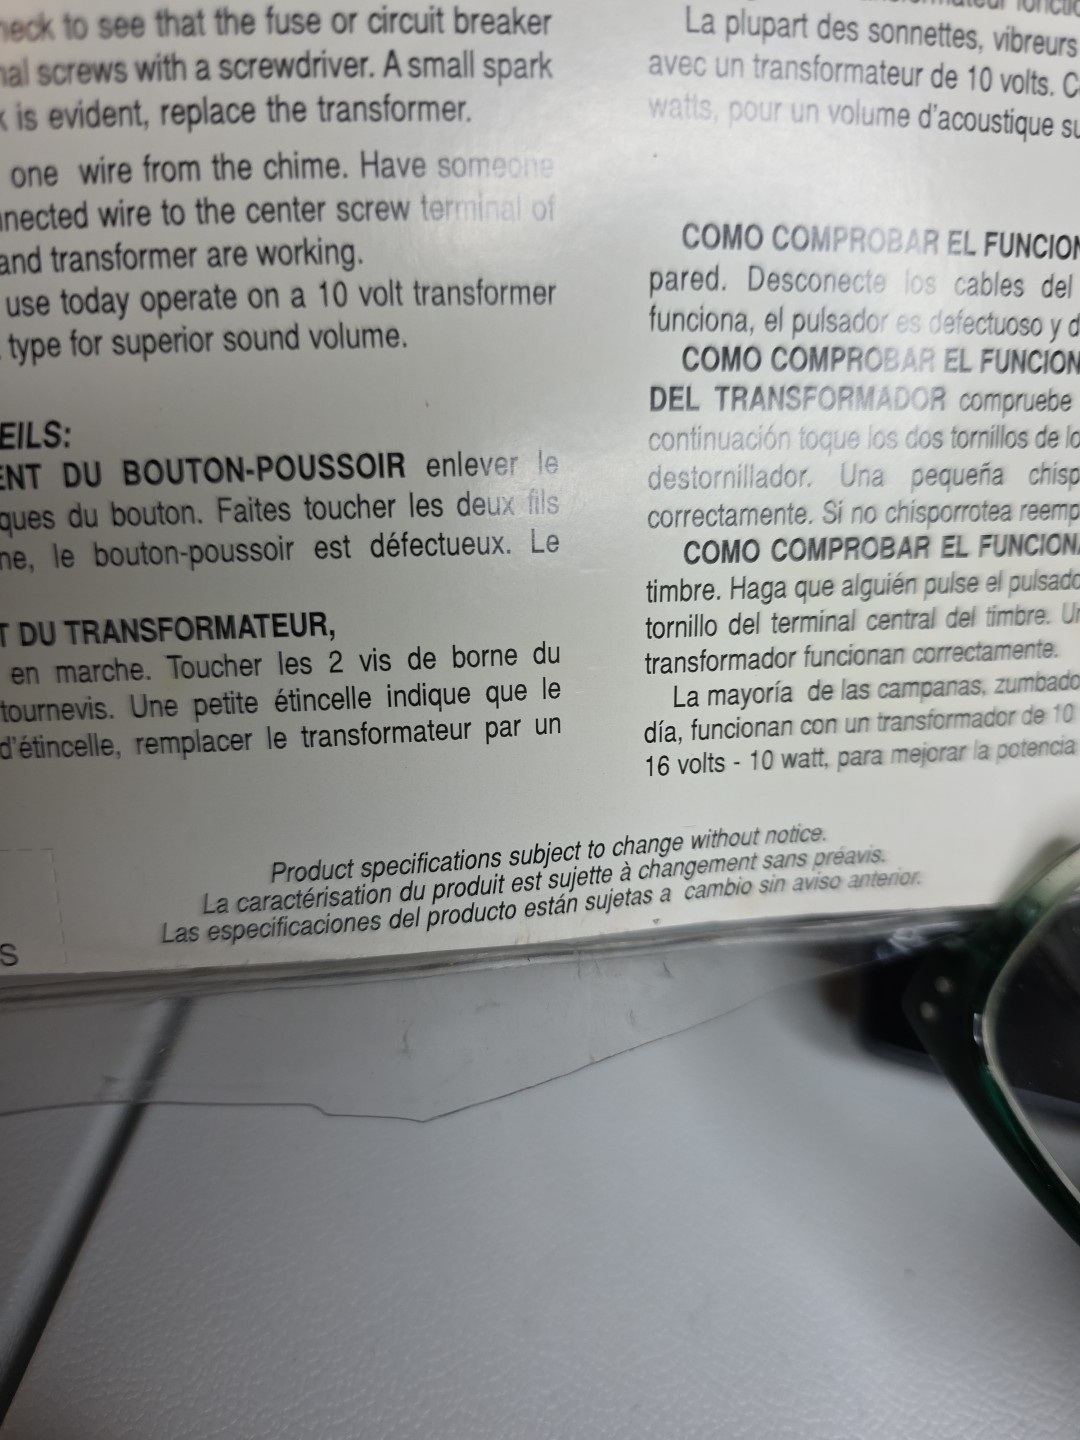 heck to see that the fuse or circuit breaker
nal screws with a screwdriver. A small spark
k is evident, replace the transformer.
one wire from the chime. Have someone
nnected wire to the center screw terminal of
and transformer are working.
use today operate on a 10 volt transformer
type for superior sound volume.
EILS:
ENT DU BOUTON-POUSSOIR enlever le
ques du bouton. Faites toucher les deux fils
ne, le bouton-poussoir est défectueux. Le
T DU TRANSFORMATEUR,
en marche. Toucher les 2 vis de borne du
tournevis. Une petite étincelle indique que le
d'étincelle, remplacer le transformateur par un
S
La plupart des sonnettes, vibreurs
avec un transformateur de 10 volts. C
watts, pour un volume d'acoustique su
COMO COMPROBAR EL FUNCION
pared. Desconecte los cables del
funciona, el pulsador es defectuoso y d
COMO COMPROBAR EL FUNCION
DEL TRANSFORMADOR compruebe
continuación toque los dos tornillos de lo
destornillador. Una pequeña chisp
correctamente. Si no chisporrotea reemp
COMO COMPROBAR EL FUNCIONA
timbre. Haga que alguién pulse el pulsado
tornillo del terminal central del timbre. Un
transformador funcionan correctamente.
La mayoría de las campanas, zumbado
día, funcionan con un transformador de 10
16 volts - 10 watt, para mejorar la potencia
Product specifications subject to change without notice.
La caractérisation du produit est sujette à changement sans préavis.
Las especificaciones del producto están sujetas a cambio sin aviso anterior.